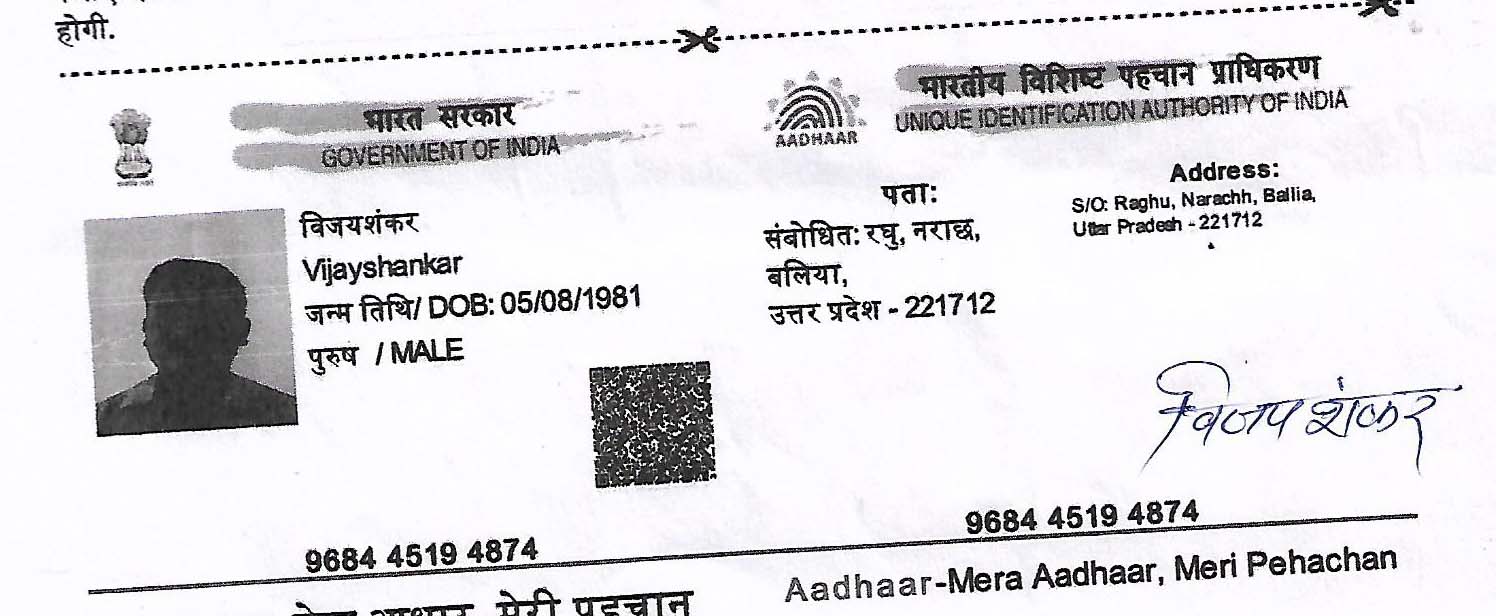 होगी.
भारत सरकार
GOVERNMENT OF INDIA
विजयशंकर
Vijayshankar
जन्म तिथि/ DOB: 05/08/1981
पुरुष / MALE
9684 4519 4874
मेरा आधार, मेरी पहचान
AADHAAR
भारतीय विशिष्ट पहचान प्राधिकरण
UNIQUE IDENTIFICATION AUTHORITY OF INDIA
पता:
संबोधित: रघु, नराछ,
बलिया,
उत्तर प्रदेश - 221712
Address:
S/O: Raghu, Narachh, Ballia,
Uttar Pradesh - 221712
विजय शंकर
9684 4519 4874
Aadhaar-Mera Aadhaar, Meri Pehachan